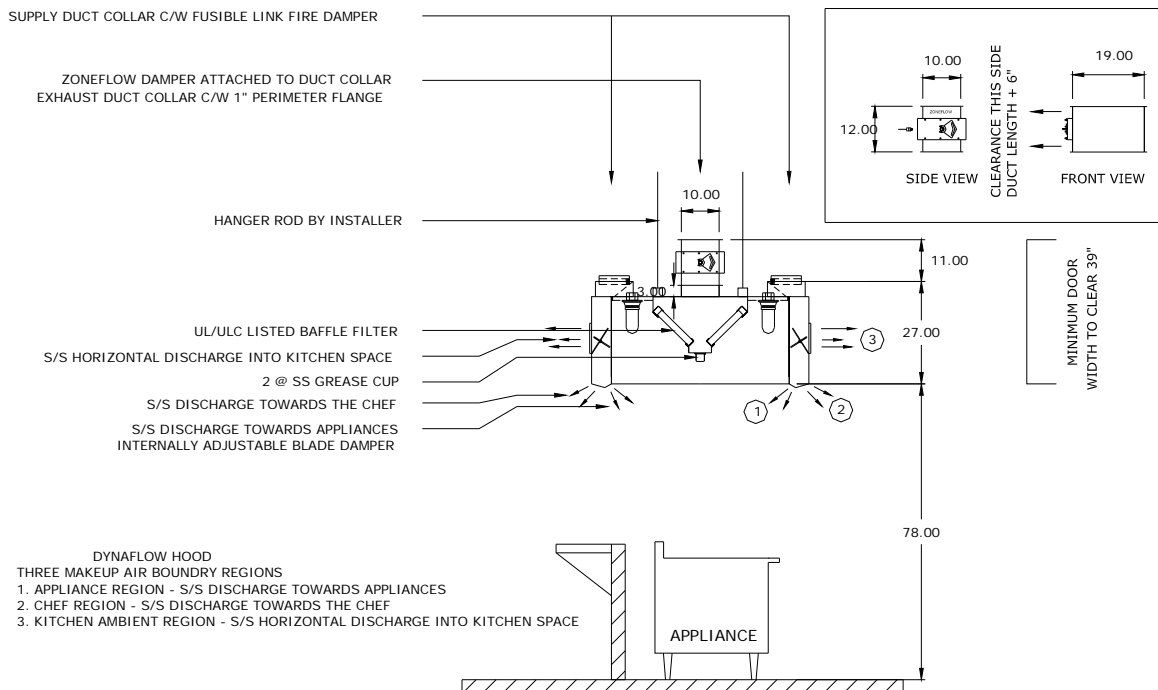 SUPPLY DUCT COLLAR C/W FUSIBLE LINK FIRE DAMPER
ZONEFLOW DAMPER ATTACHED TO DUCT COLLAR
EXHAUST DUCT COLLAR C/W 1" PERIMETER FLANGE
HANGER ROD BY INSTALLER
UL/ULC LISTED BAFFLE FILTER
S/S HORIZONTAL DISCHARGE INTO KITCHEN SPACE
2 @ SS GREASE CUP
S/S DISCHARGE TOWARDS THE CHEF
S/S DISCHARGE TOWARDS APPLIANCES
INTERNALLY ADJUSTABLE BLADE DAMPER
10.00
3.00
1
2
3
11.00
27.00
78.00
10.00
12.00
ZONEFLOW
SIDE VIEW
CLEARANCE THIS SIDE
DUCT LENGTH + 6"
19.00
FRONT VIEW
MINIMUM DOOR
WIDTH TO CLEAR 39"
DYNAFLOW HOOD
THREE MAKEUP AIR BOUNDRY REGIONS
1. APPLIANCE REGION - S/S DISCHARGE TOWARDS APPLIANCES
2. CHEF REGION - S/S DISCHARGE TOWARDS THE CHEF
3. KITCHEN AMBIENT REGION - S/S HORIZONTAL DISCHARGE INTO KITCHEN SPACE
APPLIANCE